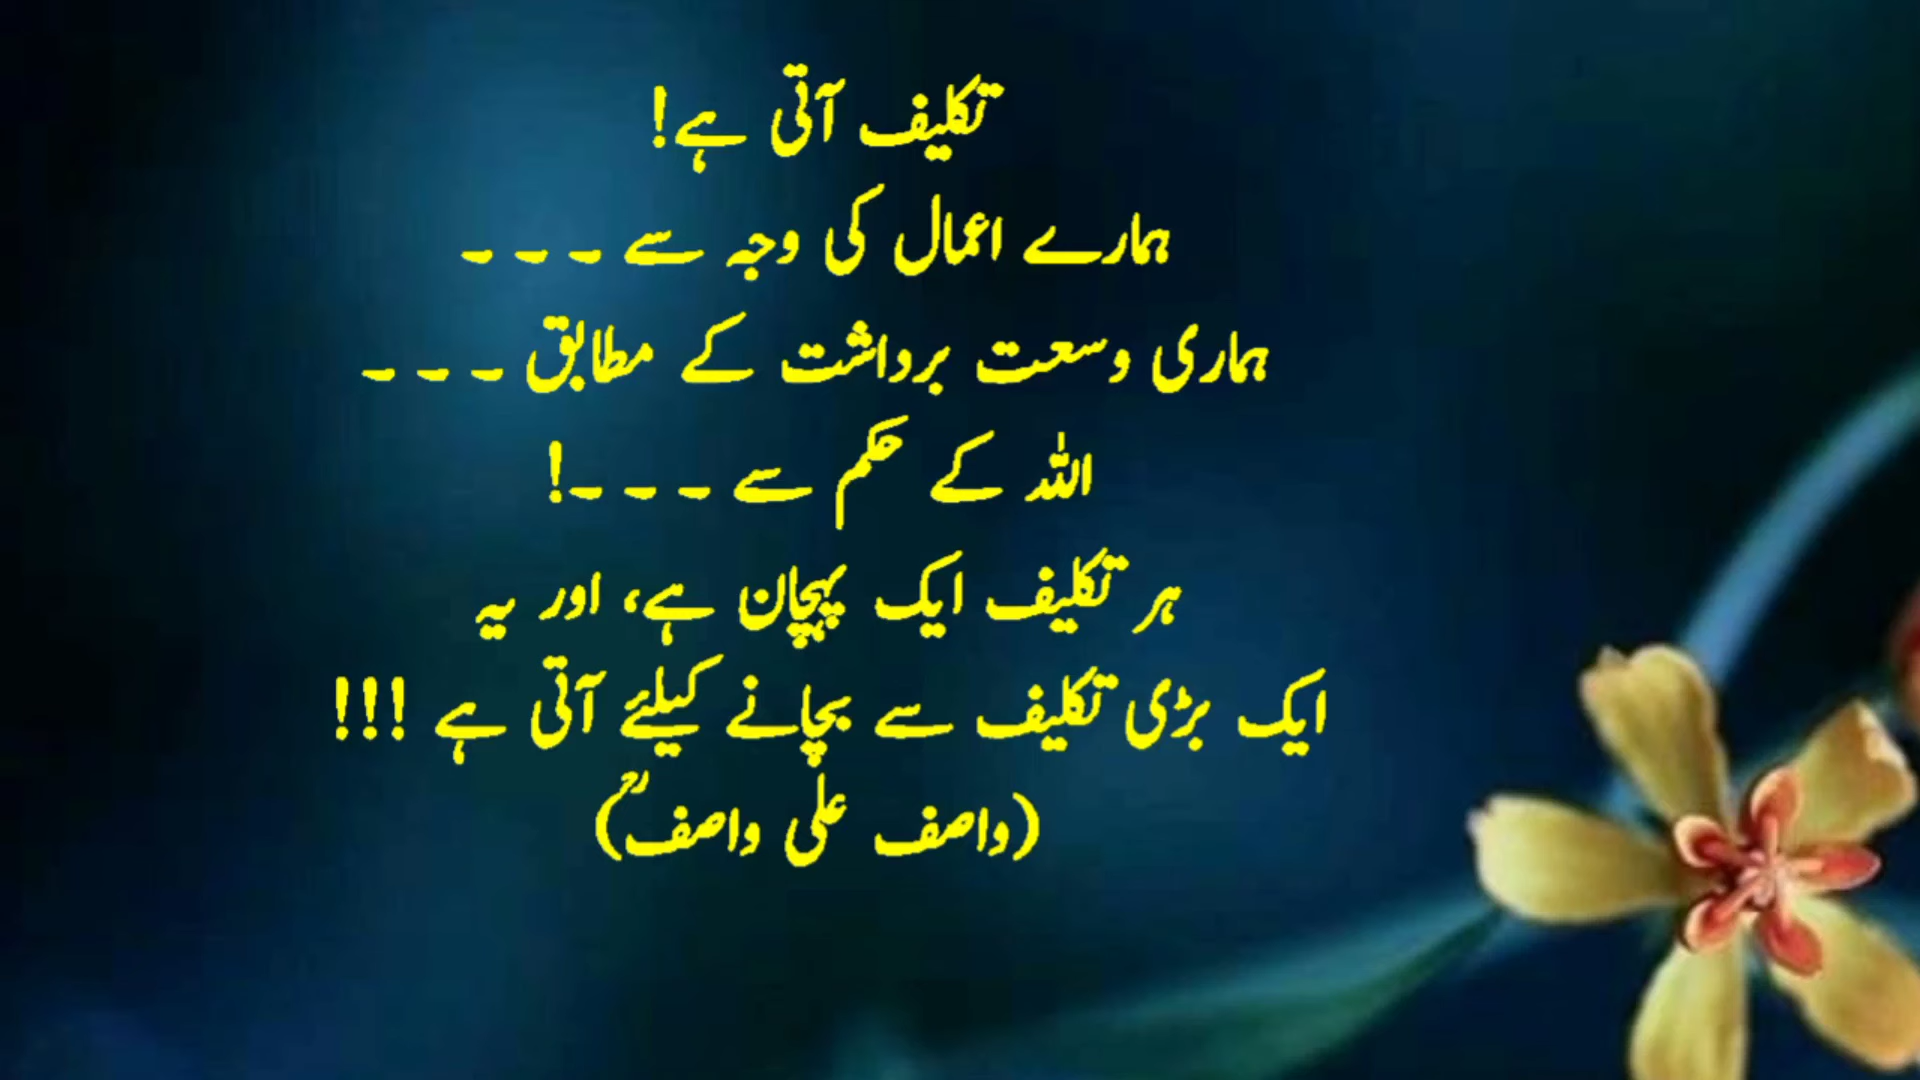 تکلیف آتی ہے!
ہمارے اعمال کی وجہ سے ۔ ۔ ۔
ہماری وسعت برداشت کے مطابق ۔ ۔ ۔
اللہ کے حکم سے ۔ ۔ ۔!
ہر تکلیف ایک پہچان ہے، اور یہ
ایک بڑی تکلیف سے بچانے کیلئے آتی ہے !!!
(واصف علی واصفؒ)